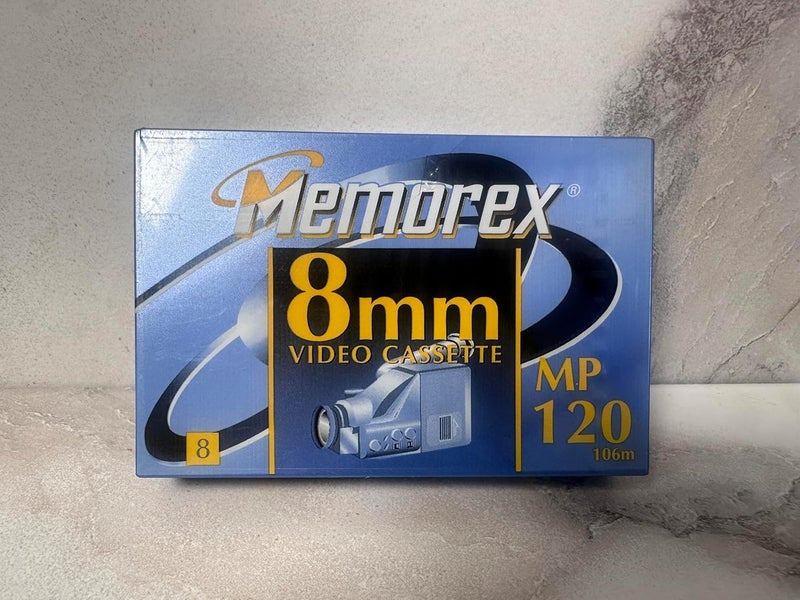 Memorex®
8mm
VIDEO CASSETTE
MP
120
106m
8